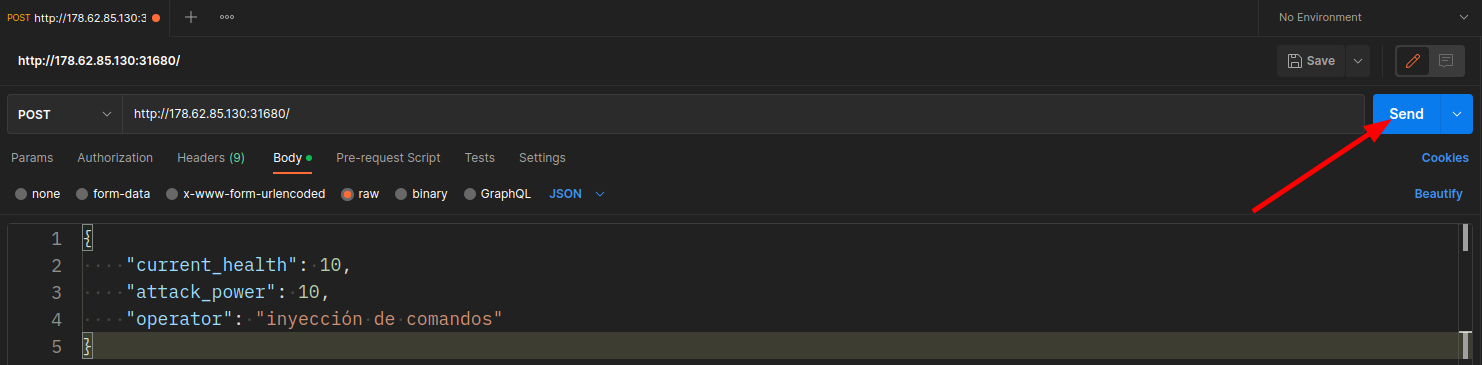 POST http://178.62.85.130:3 No Environment
http://178.62.85.130:31680/ Save
POST http://178.62.85.130:31680/ Send
Params Authorization Headers (9) Body Pre-request Script Tests Settings Cookies
none form-data x-www-form-urlencoded raw binary GraphQL JSON Beautify
1 {
2 "current_health": 10,
3 "attack_power": 10,
4 "operator": "inyección de comandos"
5 }